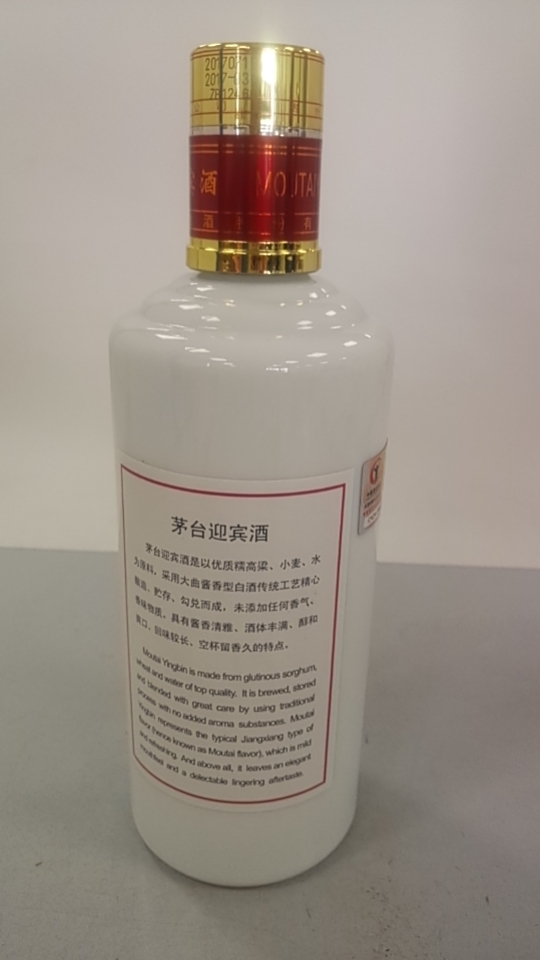 2017071
2017-03
酒 MOUTAI
酒 有
茅台迎宾酒
茅台迎宾酒是以优质糯高粱、小麦、水
为原料，采用大曲酱香型白酒传统工艺精心
酿造、贮存、勾兑而成，未添加任何香气、
香味物质，具有酱香清雅、酒体丰满、醇和
爽口、回味较长、空杯留香久的特点。
Moutai Yingbin is made from glutinous sorghum,
wheat and water of top quality. It is brewed, stored
and blended with great care by using traditional
process with no added aroma substances. Moutai
Yingbin represents the typical Jiangxiang type of
flavor (hence known as Moutai flavor), which is mild
and refreshing. And above all, it leaves an elegant
mouthfeel and a delectable lingering aftertaste.